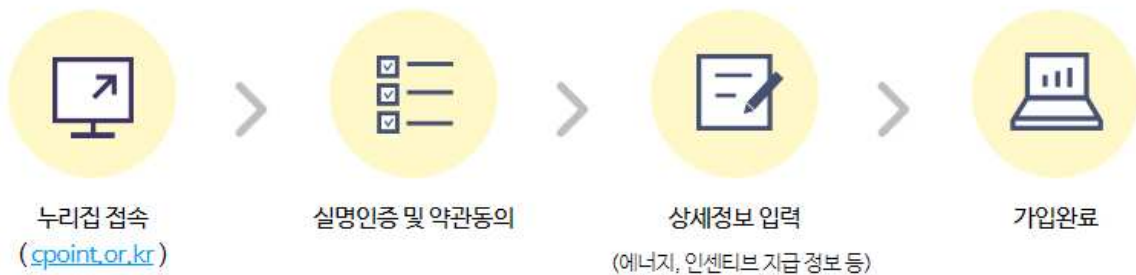 누리집 접속
( cpoint.or.kr )
실명인증 및 약관동의
상세정보 입력
(에너지, 인센티브 지급 정보 등)
가입완료